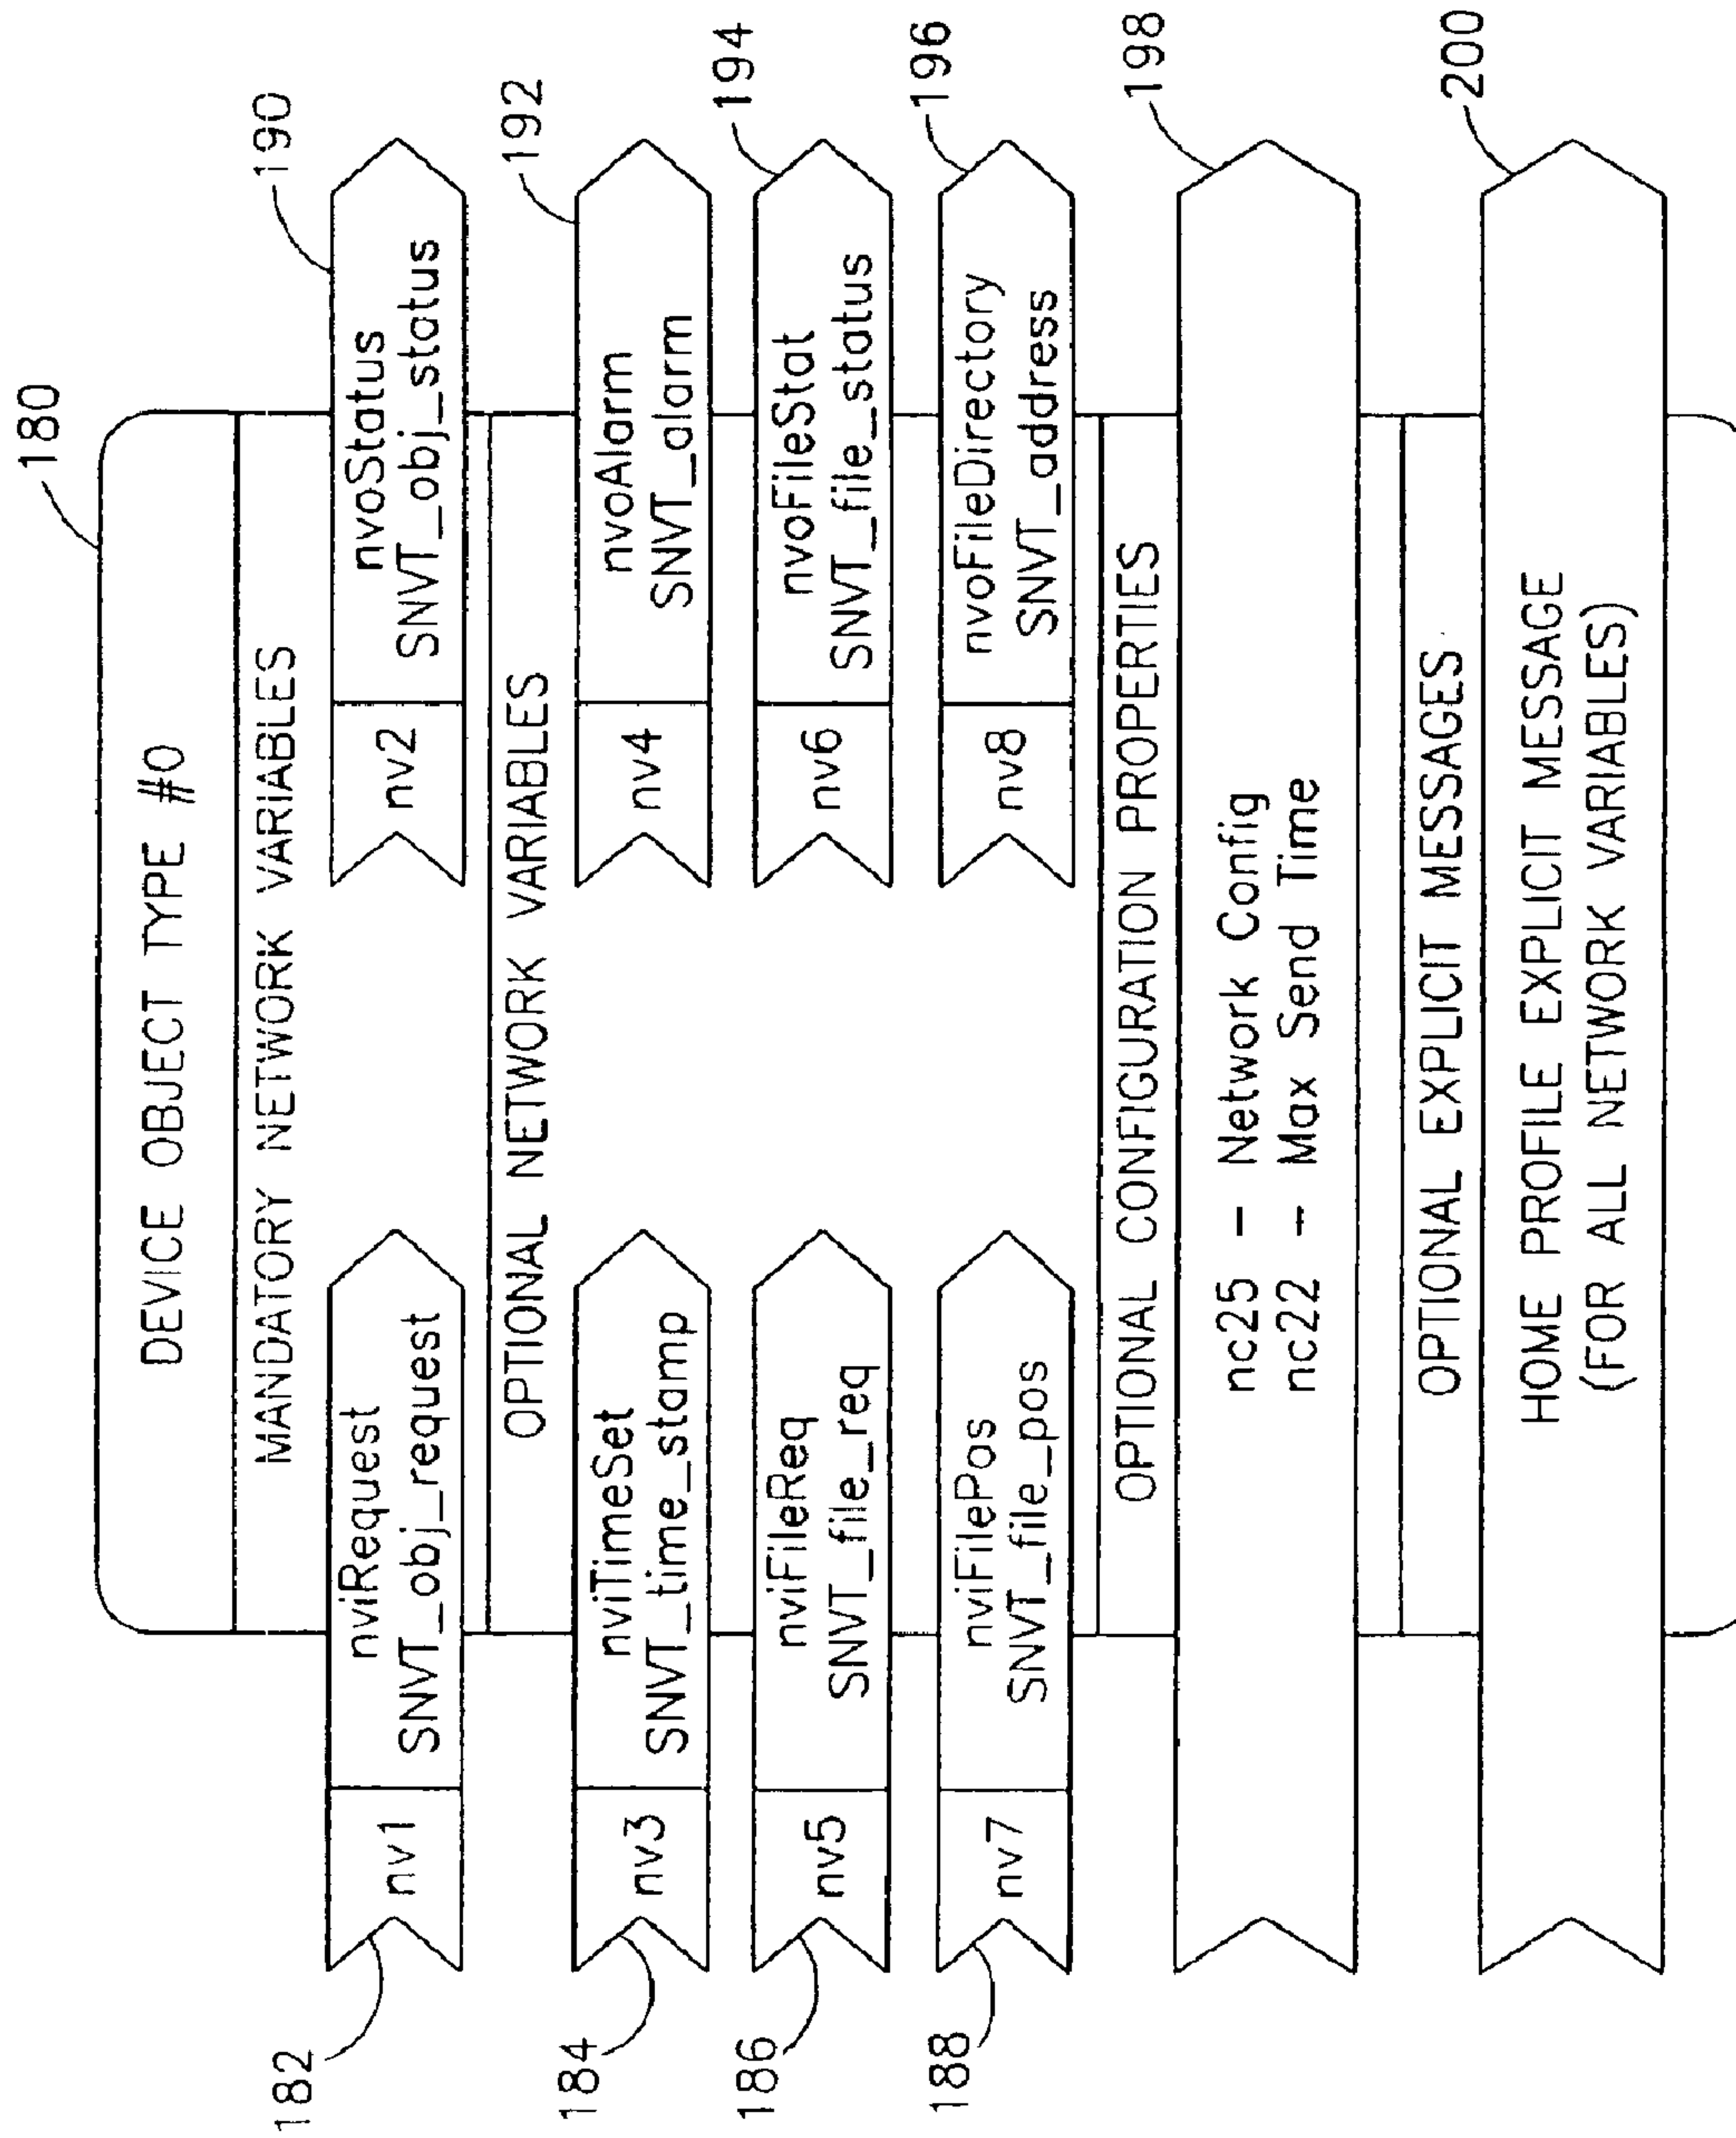 180
DEVICE OBJECT TYPE #0
MANDATORY NETWORK VARIABLES
182
nv1
nviRequest
SNVT_obj_request
nv2
nvoStatus
SNVT_obj_status
190
OPTIONAL NETWORK VARIABLES
184
nv3
nviTimeSet
SNVT_time_stamp
nv4
nvoAlarm
SNVT_alarm
192
186
nv5
nviFileReq
SNVT_file_req
nv6
nvoFileStat
SNVT_file_status
194
188
nv7
nviFilePos
SNVT_file_pos
nv8
nvoFileDirectory
SNVT_address
196
OPTIONAL CONFIGURATION PROPERTIES
nc25 - Network Config
nc22 - Max Send Time
198
OPTIONAL EXPLICIT MESSAGES
HOME PROFILE EXPLICIT MESSAGE
(FOR ALL NETWORK VARIABLES)
200